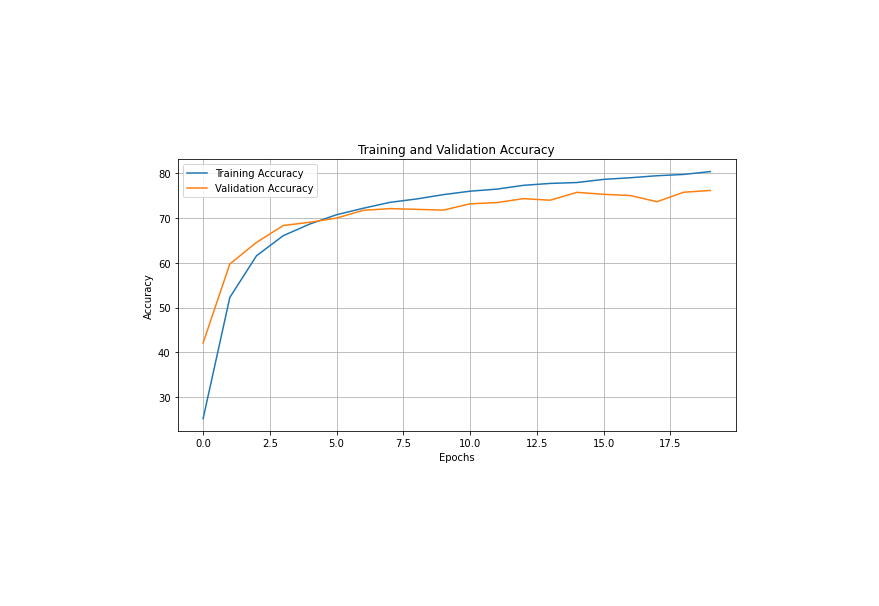 Training and Validation Accuracy
Training Accuracy
Validation Accuracy
Accuracy
80
70
60
50
40
30
0.0 2.5 5.0 7.5 10.0 12.5 15.0 17.5
Epochs